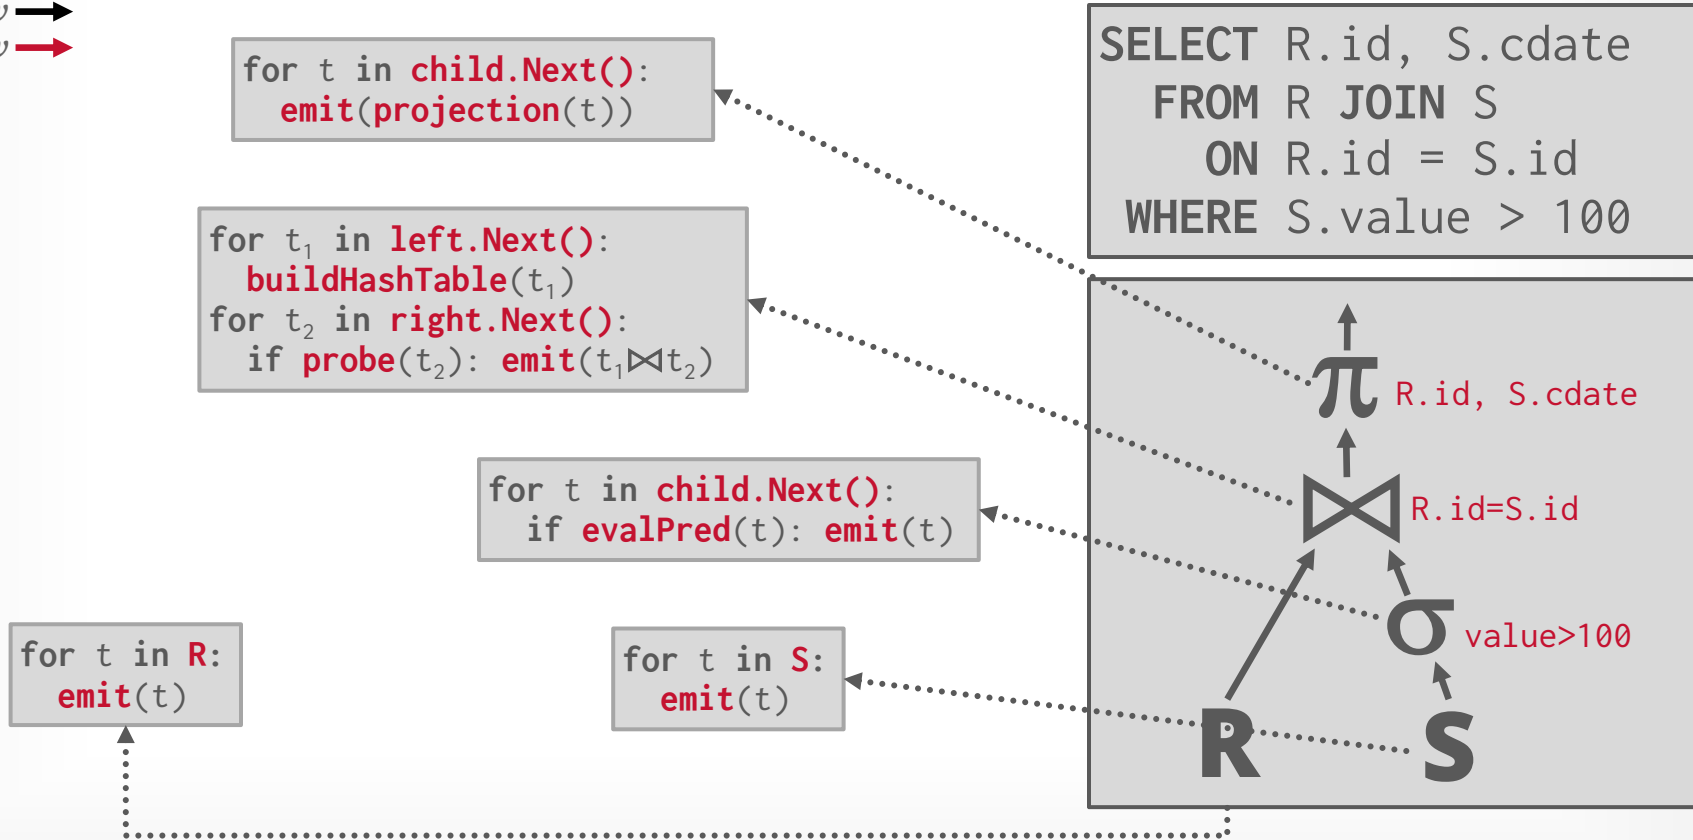 for t in child.Next():
emit(projection(t))
for t₁ in left.Next():
buildHashTable(t₁)
for t₂ in right.Next():
if probe(t₂): emit(t₁⨝t₂)
for t in child.Next():
if evalPred(t): emit(t)
for t in R:
emit(t)
for t in S:
emit(t)
SELECT R.id, S.cdate
FROM R JOIN S
ON R.id = S.id
WHERE S.value > 100
π R.id, S.cdate
⨝ R.id=S.id
σ value>100
R S